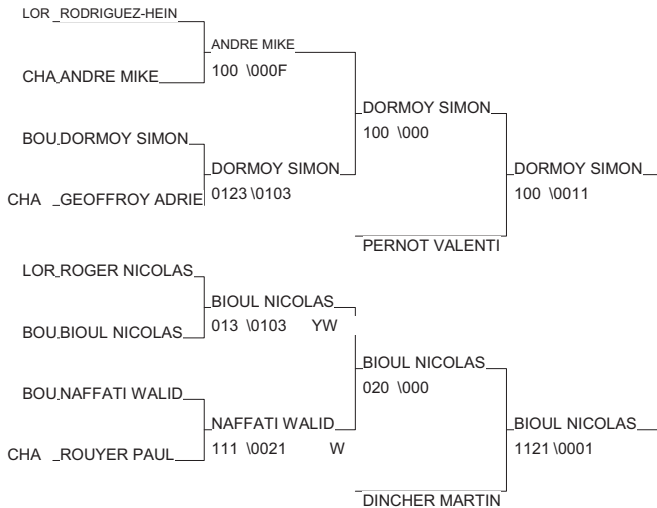 LOR RODRIGUEZ-HEIN
ANDRE MIKE
CHA ANDRE MIKE
100 \000F
DORMOY SIMON
100 \000
BOU DORMOY SIMON
DORMOY SIMON
0123 \0103
DORMOY SIMON
100 \0011
CHA GEOFFROY ADRIE
PERNOT VALENTI
LOR ROGER NICOLAS
BIOUL NICOLAS
013 \0103 YW
BOU BIOUL NICOLAS
BIOUL NICOLAS
020 \000
BOU NAFFATI WALID
NAFFATI WALID
111 \0021 W
BIOUL NICOLAS
1121 \0001
CHA ROUYER PAUL
DINCHER MARTIN